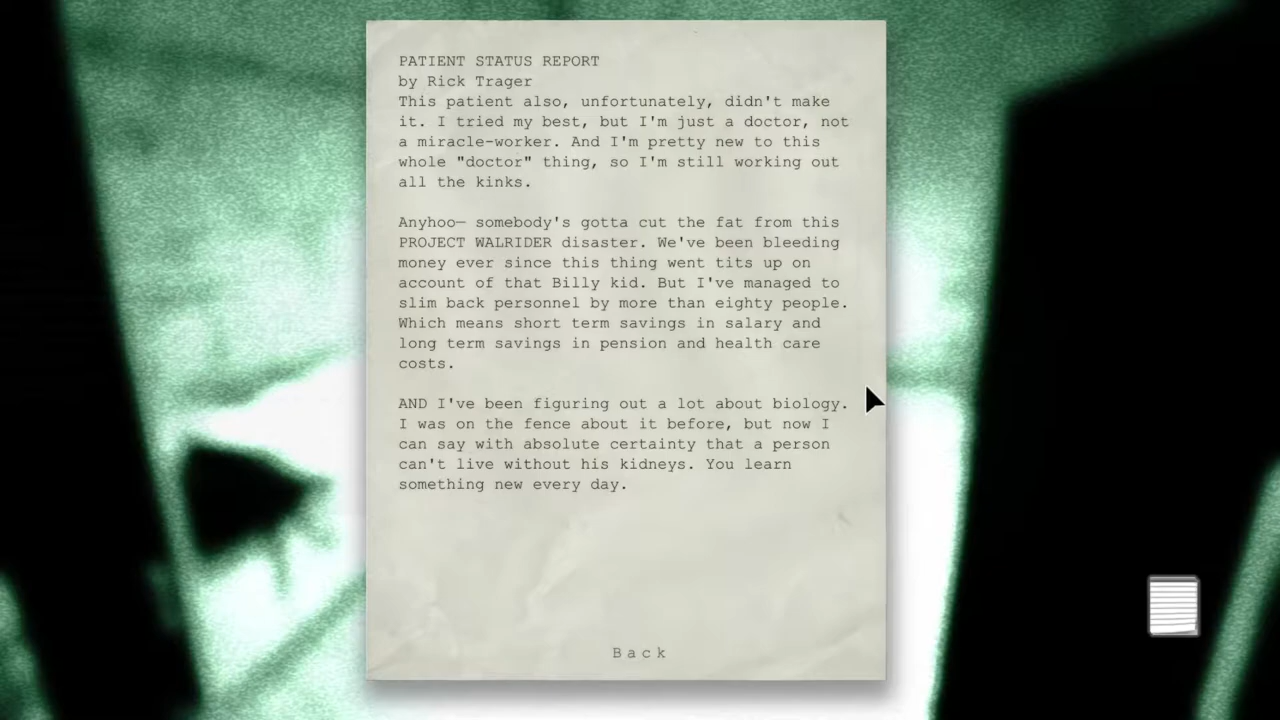 PATIENT STATUS REPORT
by Rick Trager
This patient also, unfortunately, didn't make
it. I tried my best, but I'm just a doctor, not
a miracle-worker. And I'm pretty new to this
whole "doctor" thing, so I'm still working out
all the kinks.
Anyhoo— somebody's gotta cut the fat from this
PROJECT WALRIDER disaster. We've been bleeding
money ever since this thing went tits up on
account of that Billy kid. But I've managed to
slim back personnel by more than eighty people.
Which means short term savings in salary and
long term savings in pension and health care
costs.
AND I've been figuring out a lot about biology.
I was on the fence about it before, but now I
can say with absolute certainty that a person
can't live without his kidneys. You learn
something new every day.
Back